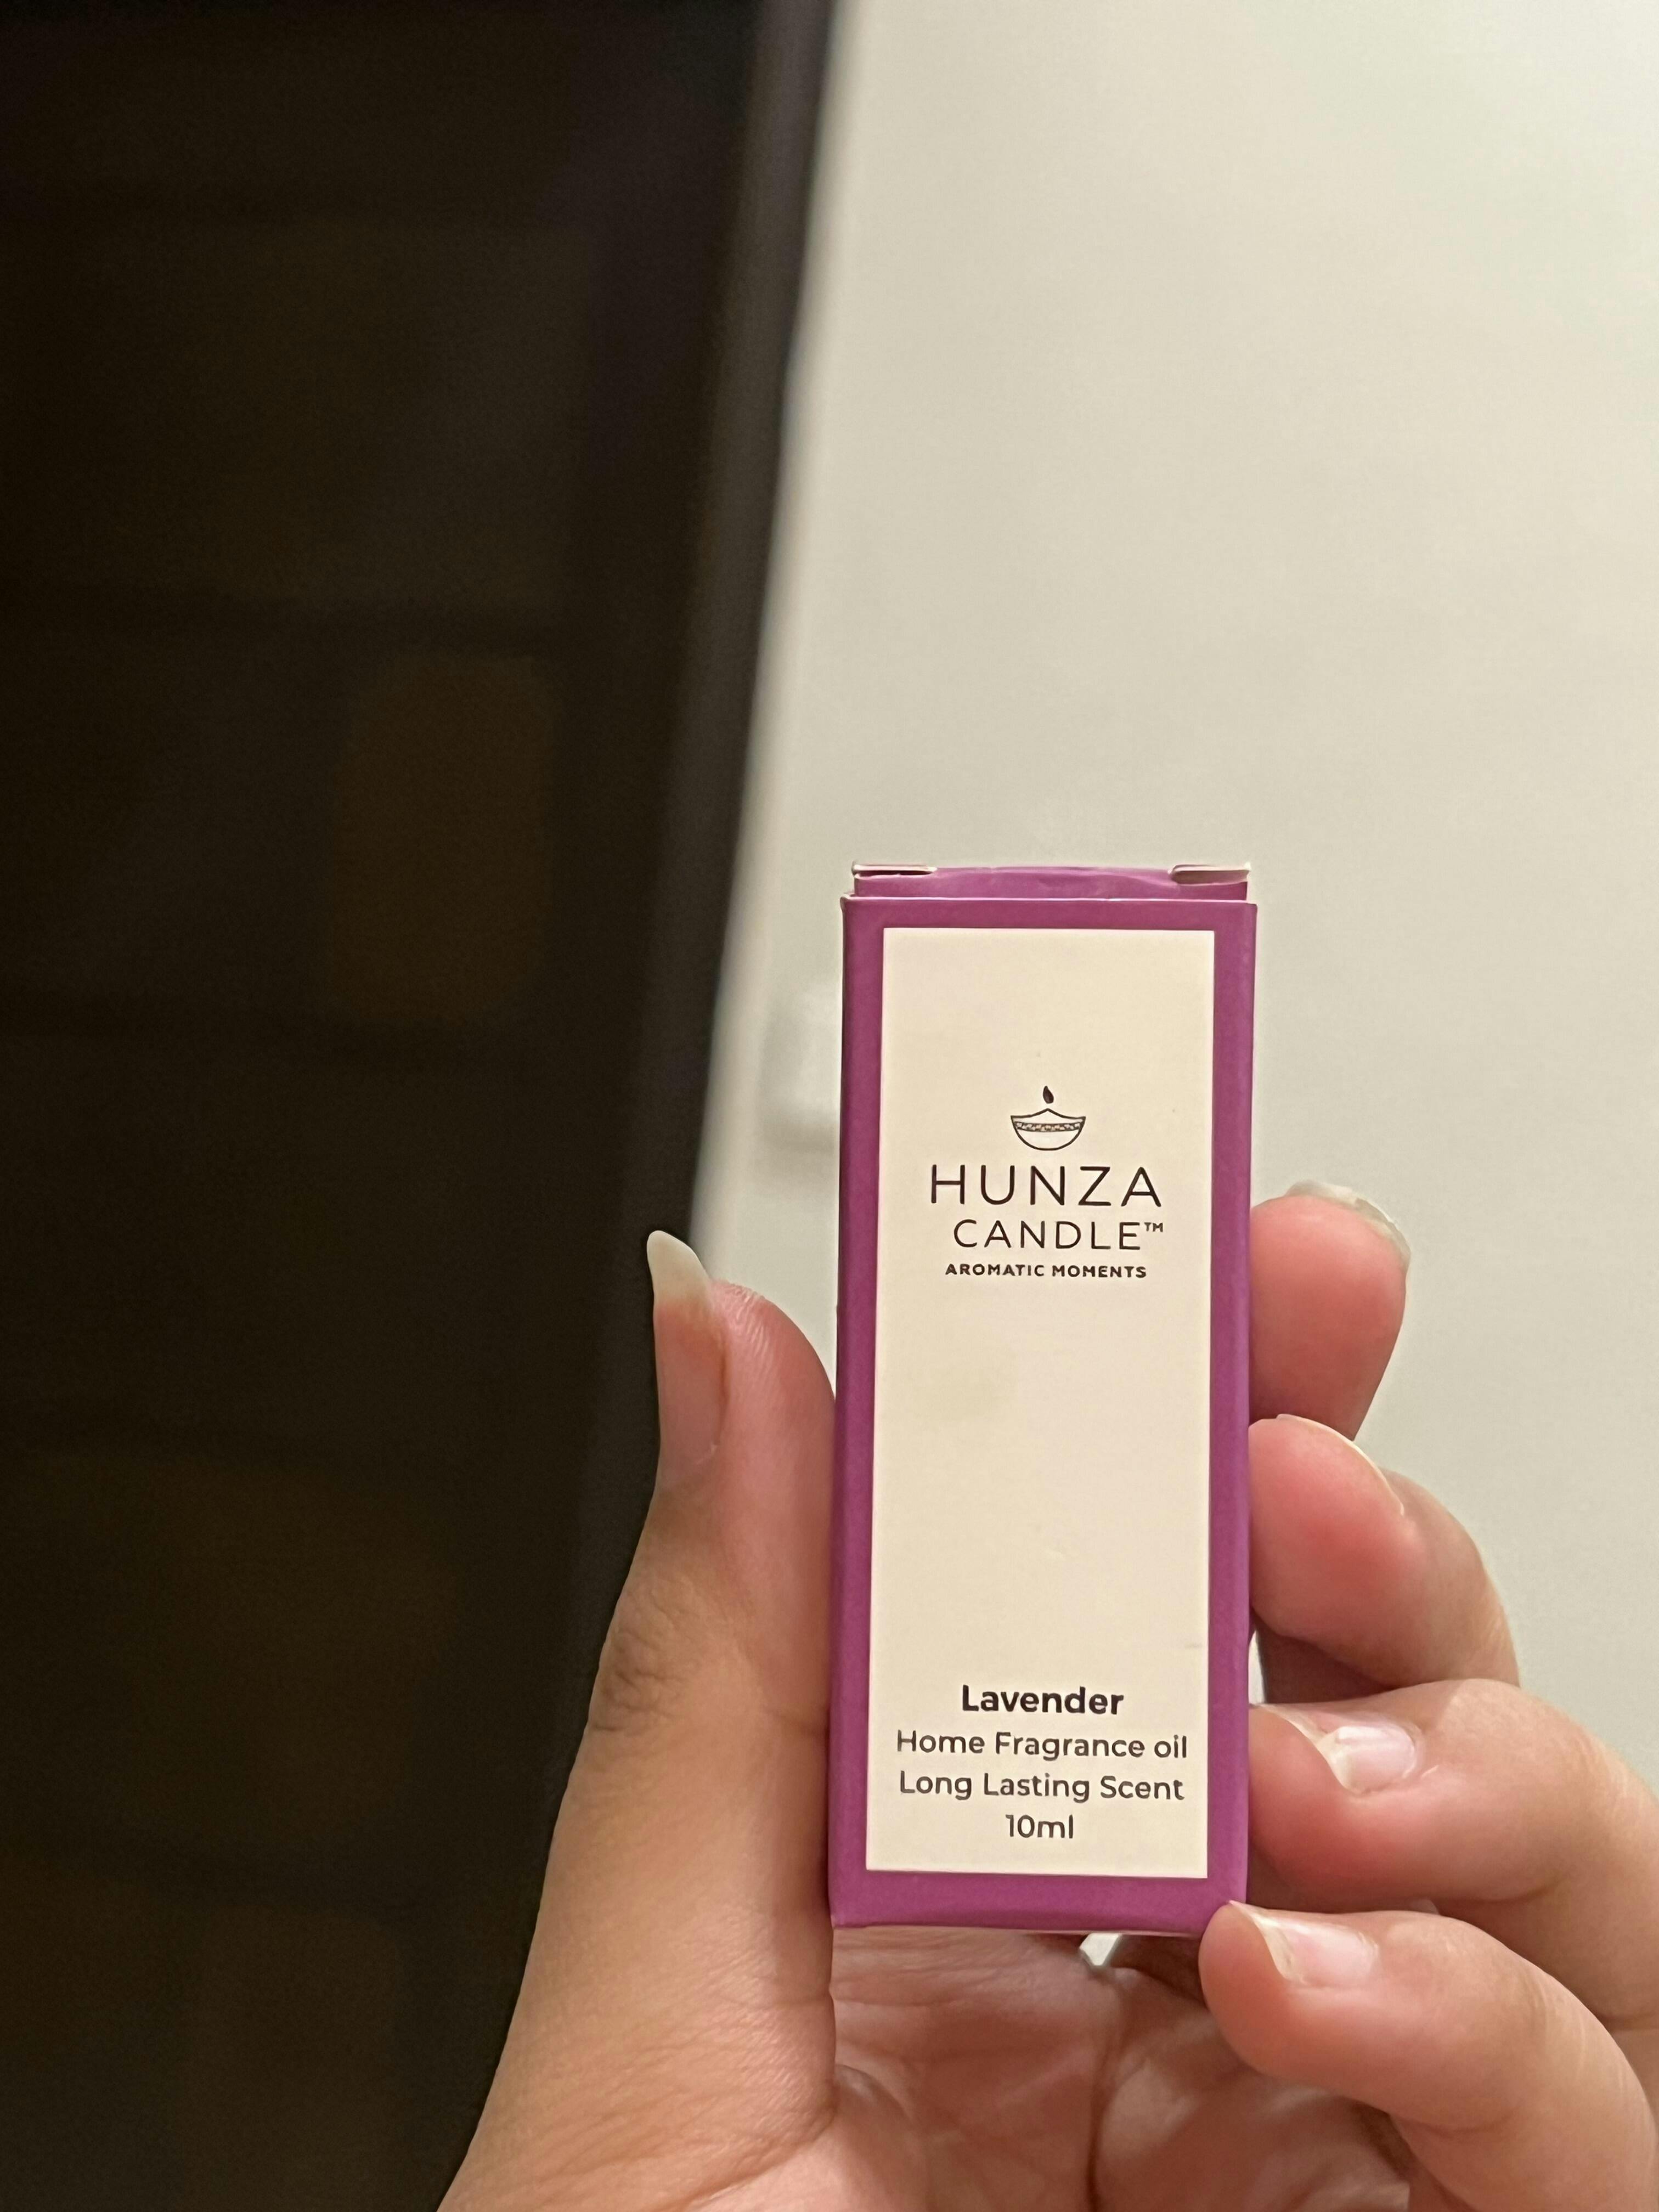 HUNZA
CANDLE™
AROMATIC MOMENTS
Lavender
Home Fragrance oil
Long Lasting Scent
10ml